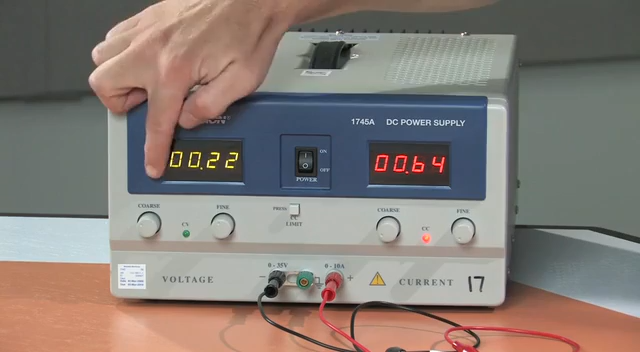 1745A DC POWER SUPPLY
00.22
ON
OFF
POWER
00.64
COARSE
FINE
PRESS
LIMIT
COARSE
FINE
CV
CC
0 - 35V
0 - 10A
VOLTAGE
- +
CURRENT
17